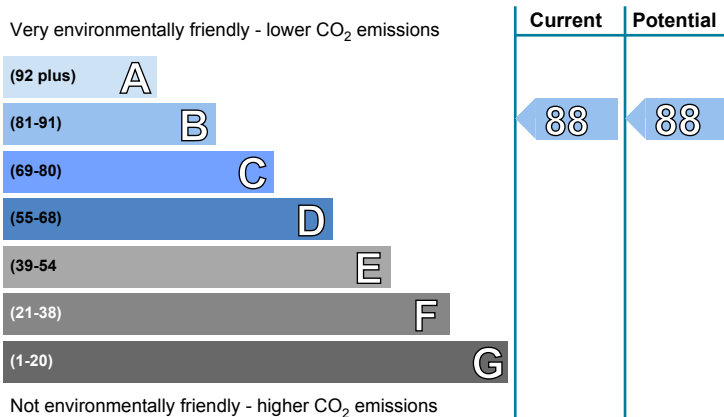 Very environmentally friendly - lower CO2 emissions
Current Potential
(92 plus) A
(81-91) B
88 88
(69-80) C
(55-68) D
(39-54 E
(21-38) F
(1-20) G
Not environmentally friendly - higher CO2 emissions